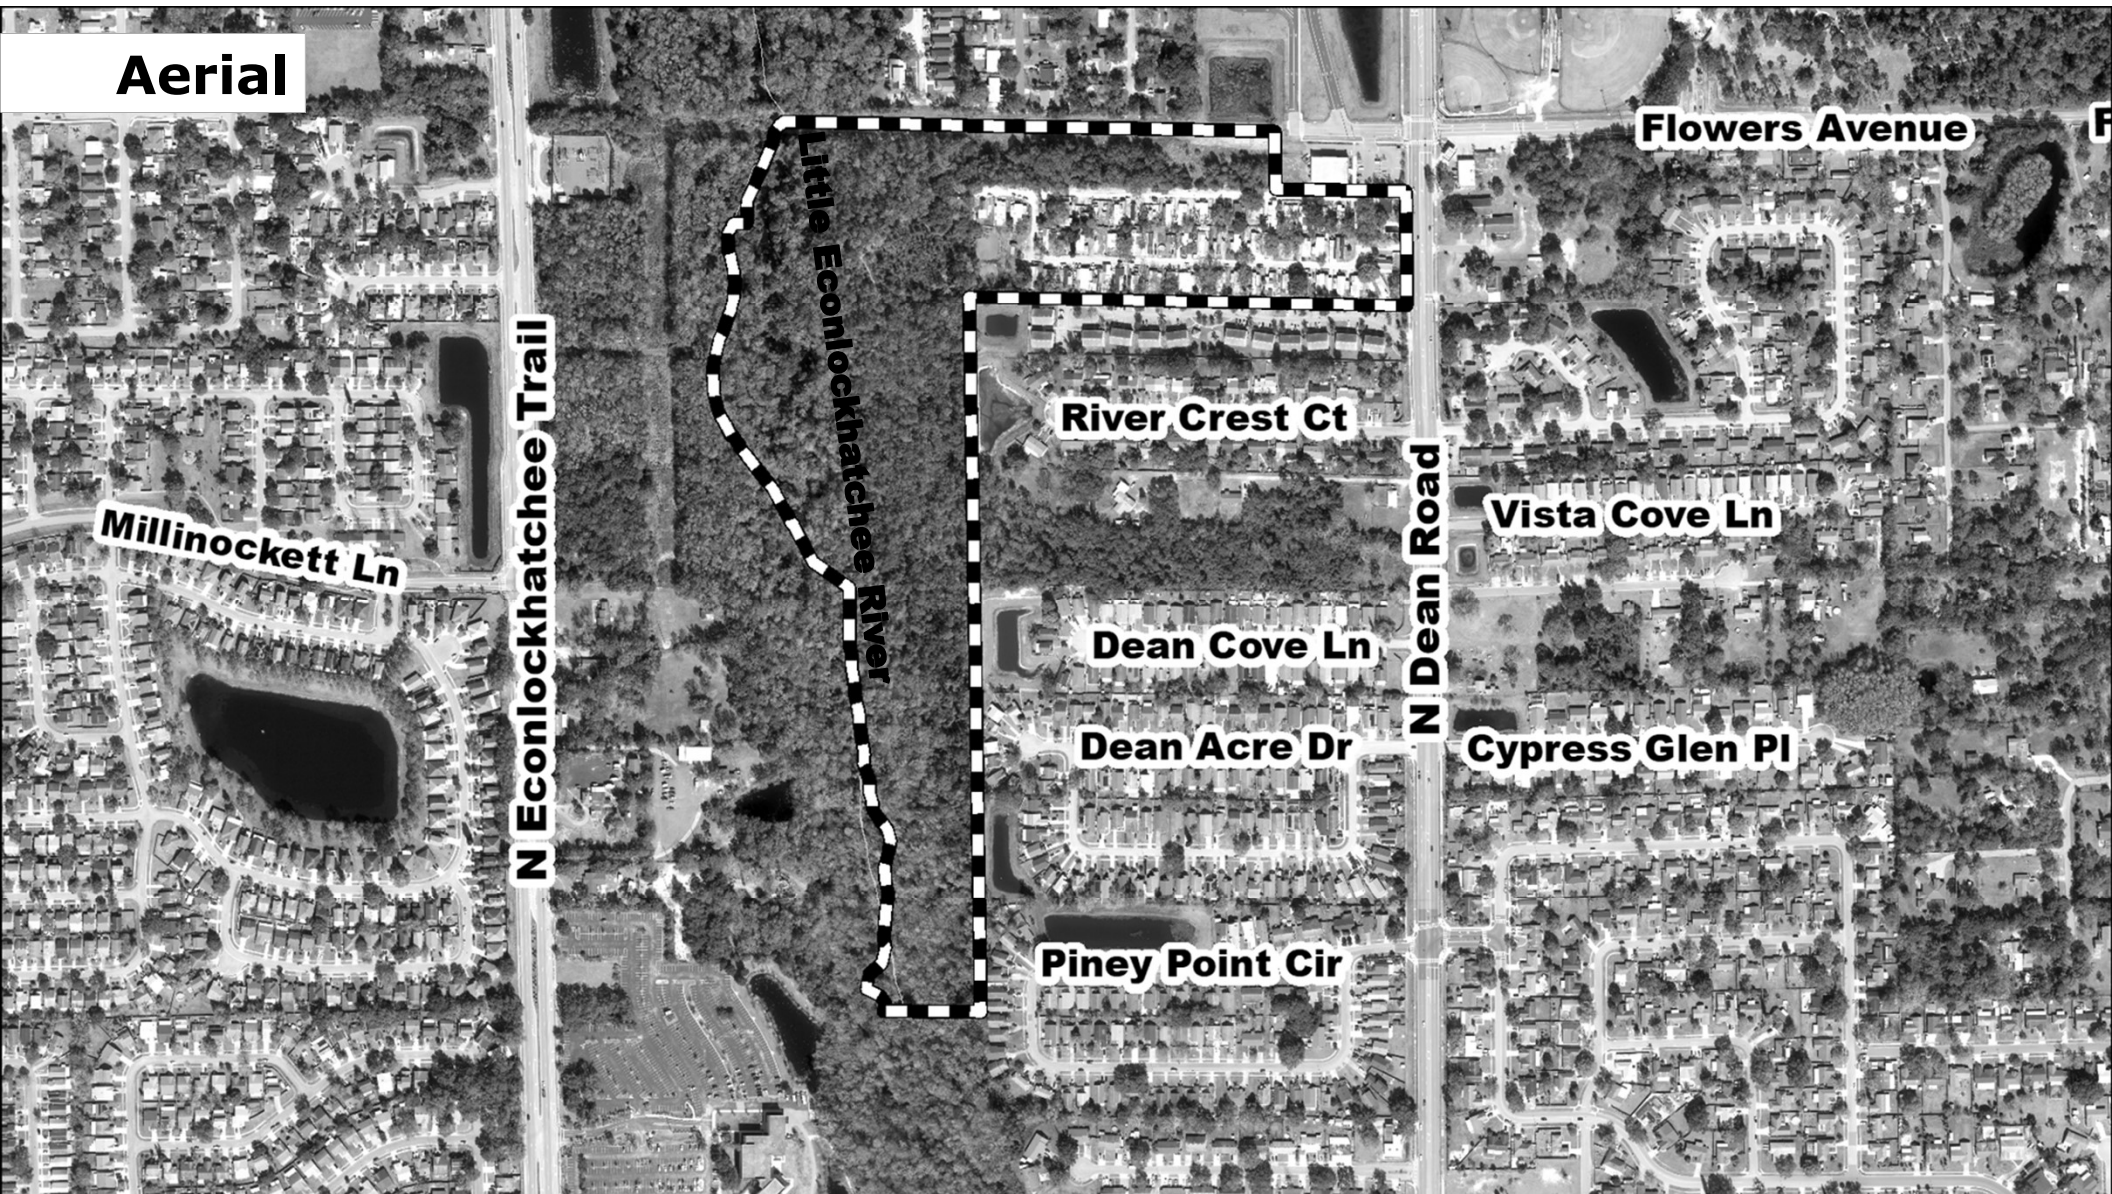 Aerial
Flowers Avenue
F
Little Econlockhatchee River
N Econlockhatchee Trail
River Crest Ct
N Dean Road
Vista Cove Ln
Millinockett Ln
Dean Cove Ln
Dean Acre Dr
Cypress Glen Pl
Piney Point Cir